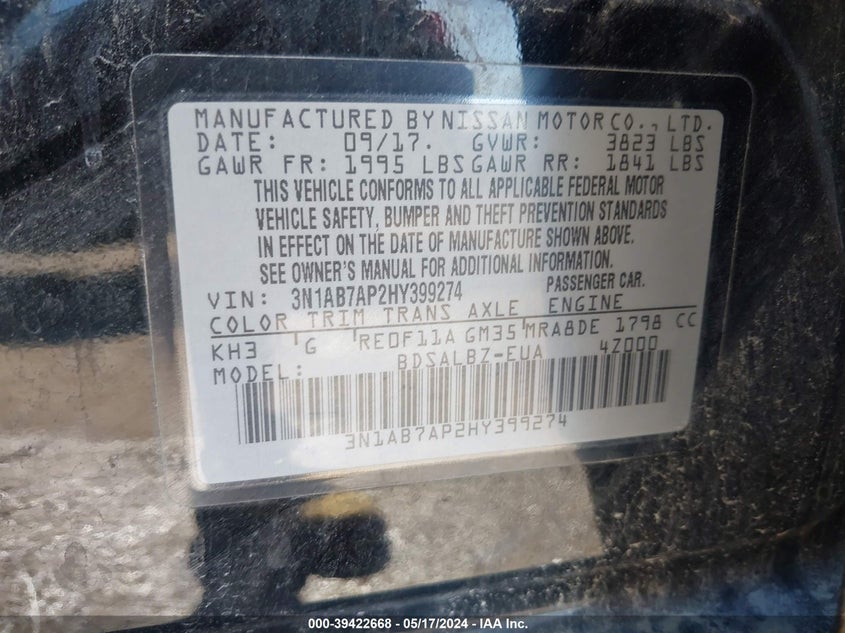 MANUFACTURED BY NISSAN MOTOR CO., LTD.
DATE: 09/17. GVWR: 3823 LBS
GAWR FR: 1995 LBS GAWR RR: 1841 LBS
THIS VEHICLE CONFORMS TO ALL APPLICABLE FEDERAL MOTOR
VEHICLE SAFETY, BUMPER AND THEFT PREVENTION STANDARDS
IN EFFECT ON THE DATE OF MANUFACTURE SHOWN ABOVE.
SEE OWNER'S MANUAL FOR ADDITIONAL INFORMATION.
VIN: 3N1AB7AP2HY399274 PASSENGER CAR.
COLOR TRIM TRANS AXLE ENGINE
KH3 G RE0F11A GM35 MRA8DE 1798 CC
MODEL: BDSALBZ-EUA 4Z000
3N1AB7AP2HY399274
000-39422668 - 05/17/2024 - IAA, Inc.